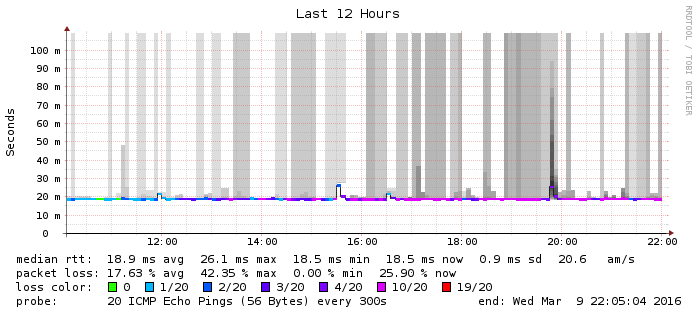 Last 12 Hours
RRDTOOL / TOBI OETIKER
Seconds
100 m
90 m
80 m
70 m
60 m
50 m
40 m
30 m
20 m
10 m
0
12:00 14:00 16:00 18:00 20:00 22:00
median rtt: 18.9 ms avg 26.1 ms max 18.5 ms min 18.5 ms now 0.9 ms sd 20.6 am/s
packet loss: 17.63 % avg 42.35 % max 0.00 % min 25.90 % now
loss color: 0 1/20 2/20 3/20 4/20 10/20 19/20
probe: 20 ICMP Echo Pings (56 Bytes) every 300s end: Wed Mar 9 22:05:04 2016